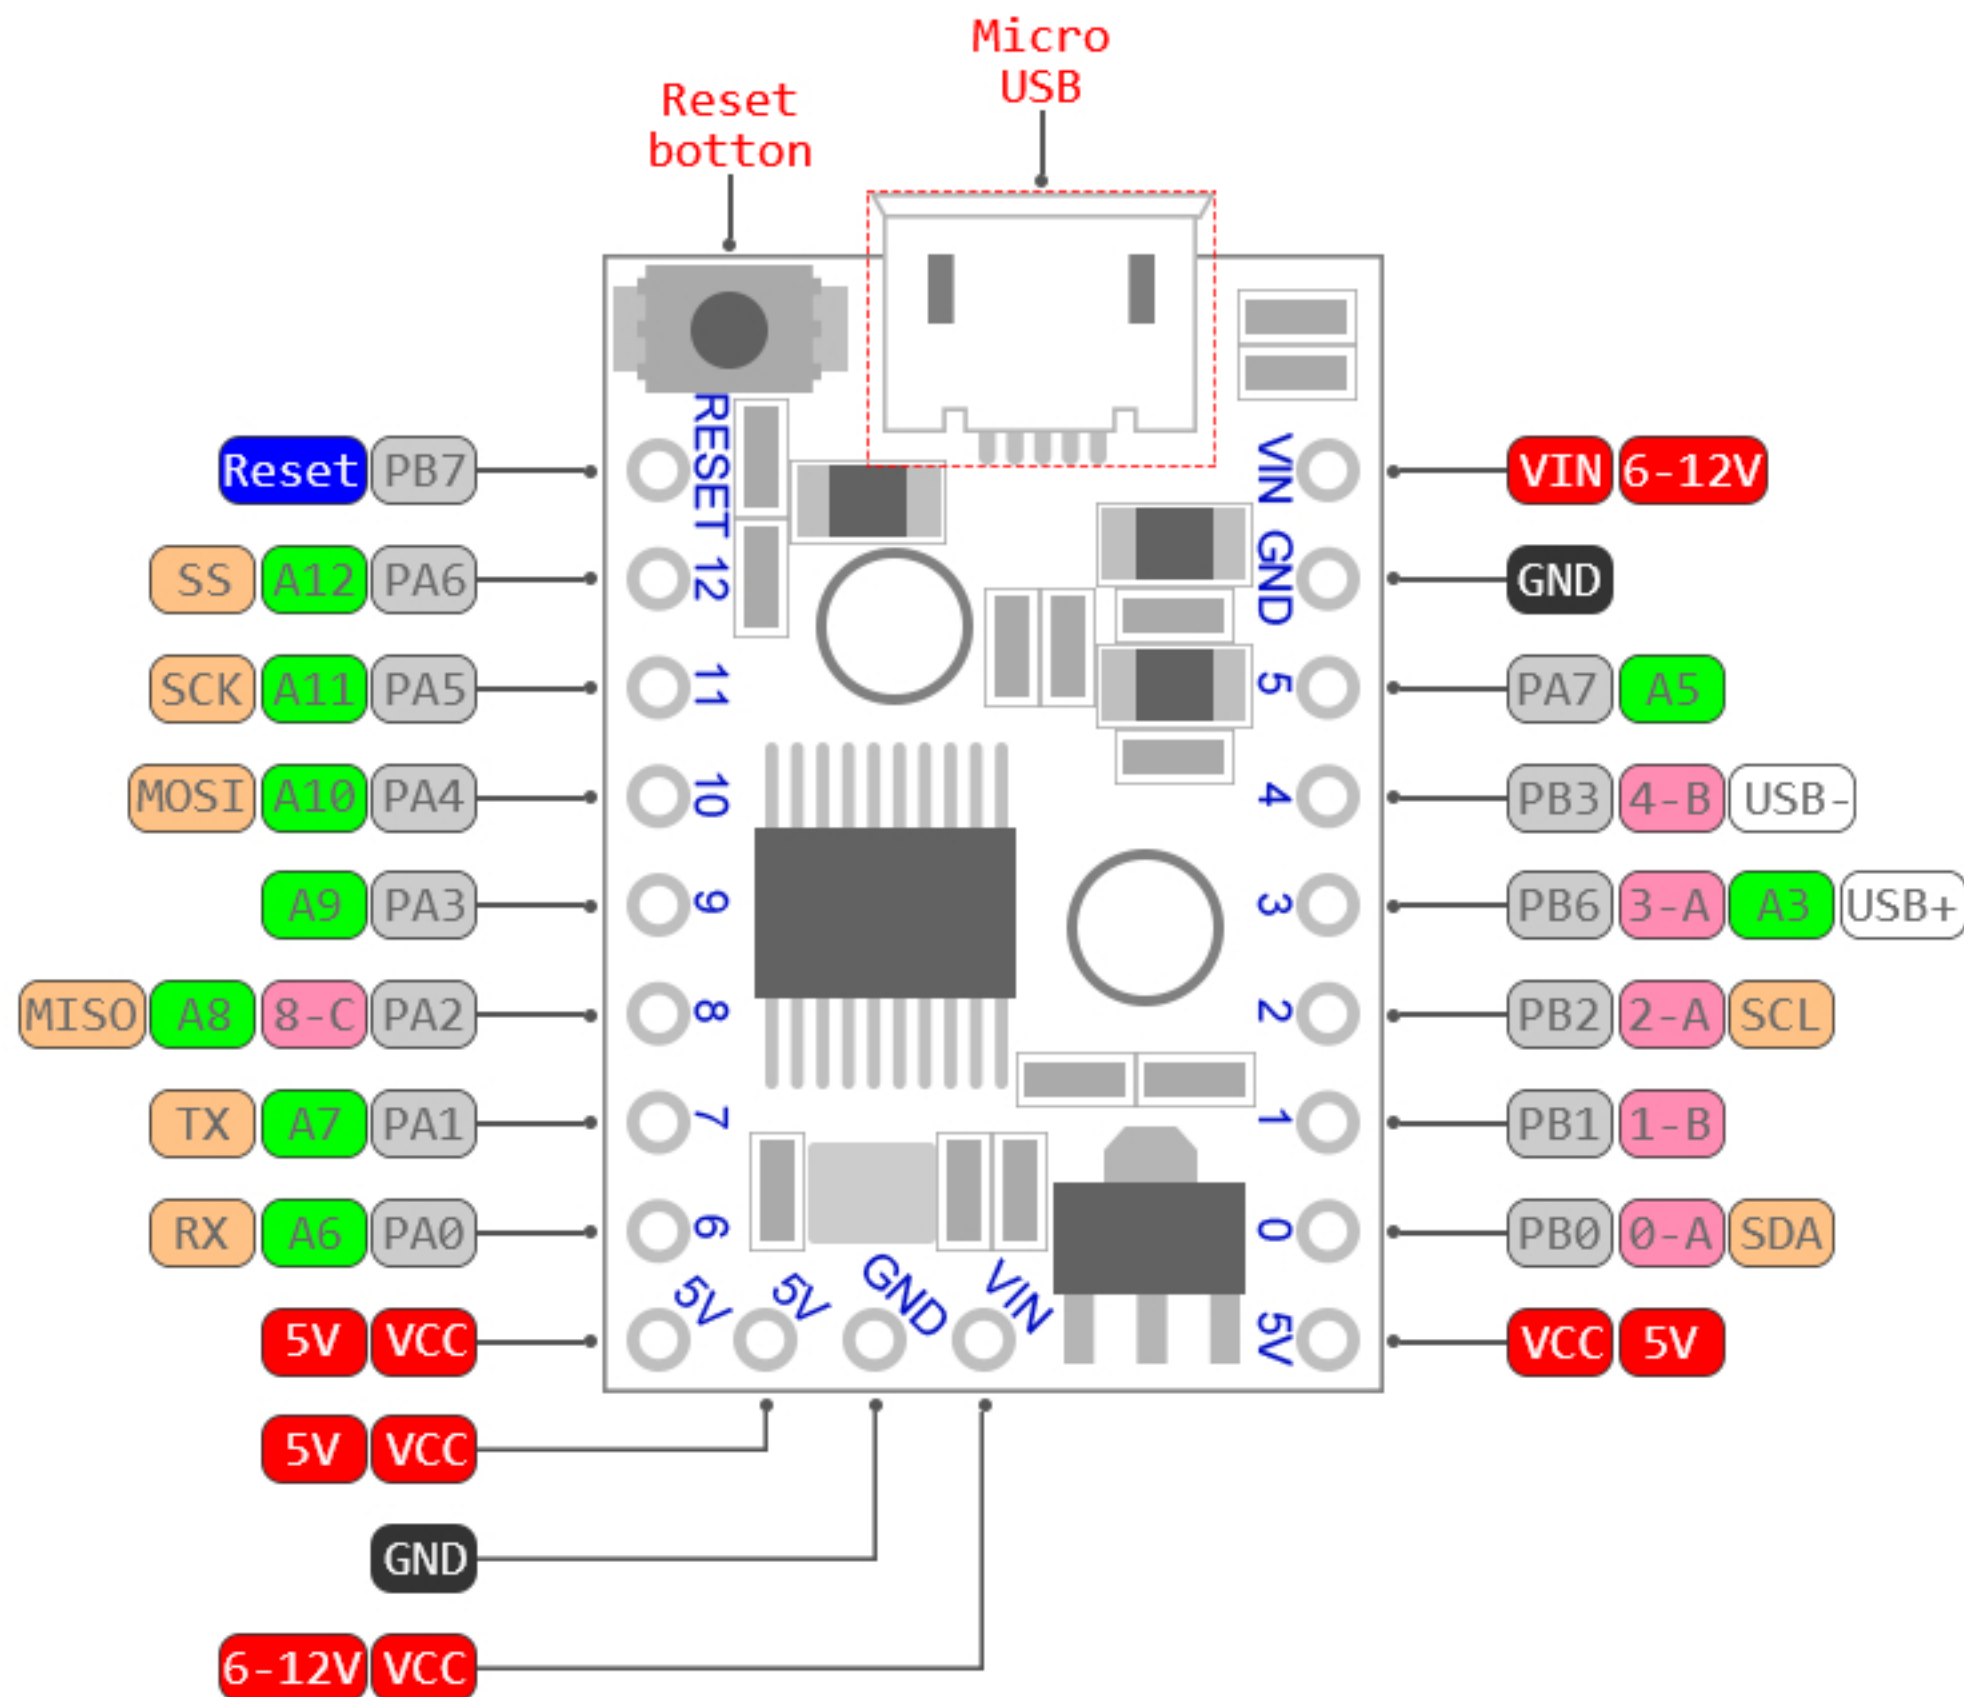 Micro
USB
Reset
botton
Reset PB7
RESET
VIN
VIN 6-12V
SS A12 PA6
12
GND
GND
SCK A11 PA5
11
5
PA7 A5
MOSI A10 PA4
10
4
PB3 4-B USB-
A9 PA3
9
3
PB6 3-A A3 USB+
MISO A8 8-C PA2
8
2
PB2 2-A SCL
TX A7 PA1
7
1
PB1 1-B
RX A6 PA0
6
0
PB0 0-A SDA
5V VCC
5V
5V
GND
VIN
5V
VCC 5V
5V VCC
GND
6-12V VCC